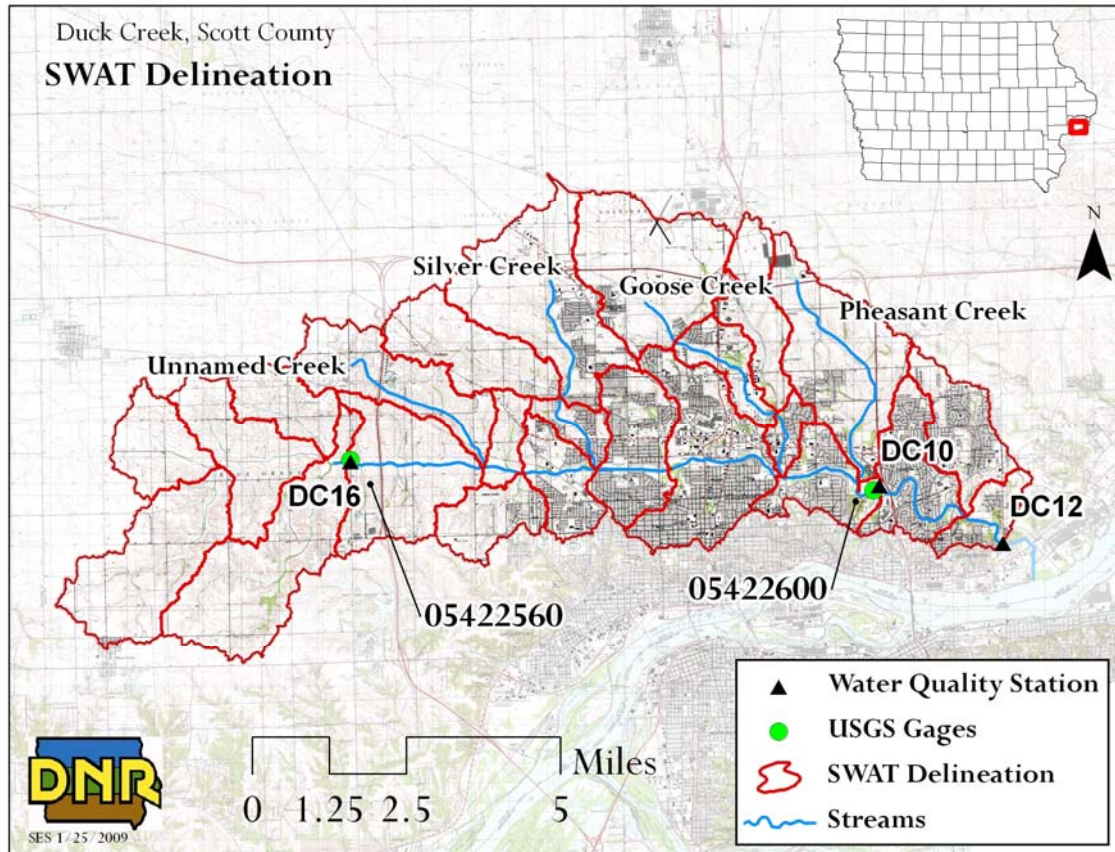 Duck Creek, Scott County
SWAT Delineation
N
Silver Creek
Goose Creek
Pheasant Creek
Unnamed Creek
DC10
DC16
DC12
05422560
05422600
Water Quality Station
USGS Gages
SWAT Delineation
Streams
Miles
0 1.25 2.5 5
DNR
SES 1/25/2009